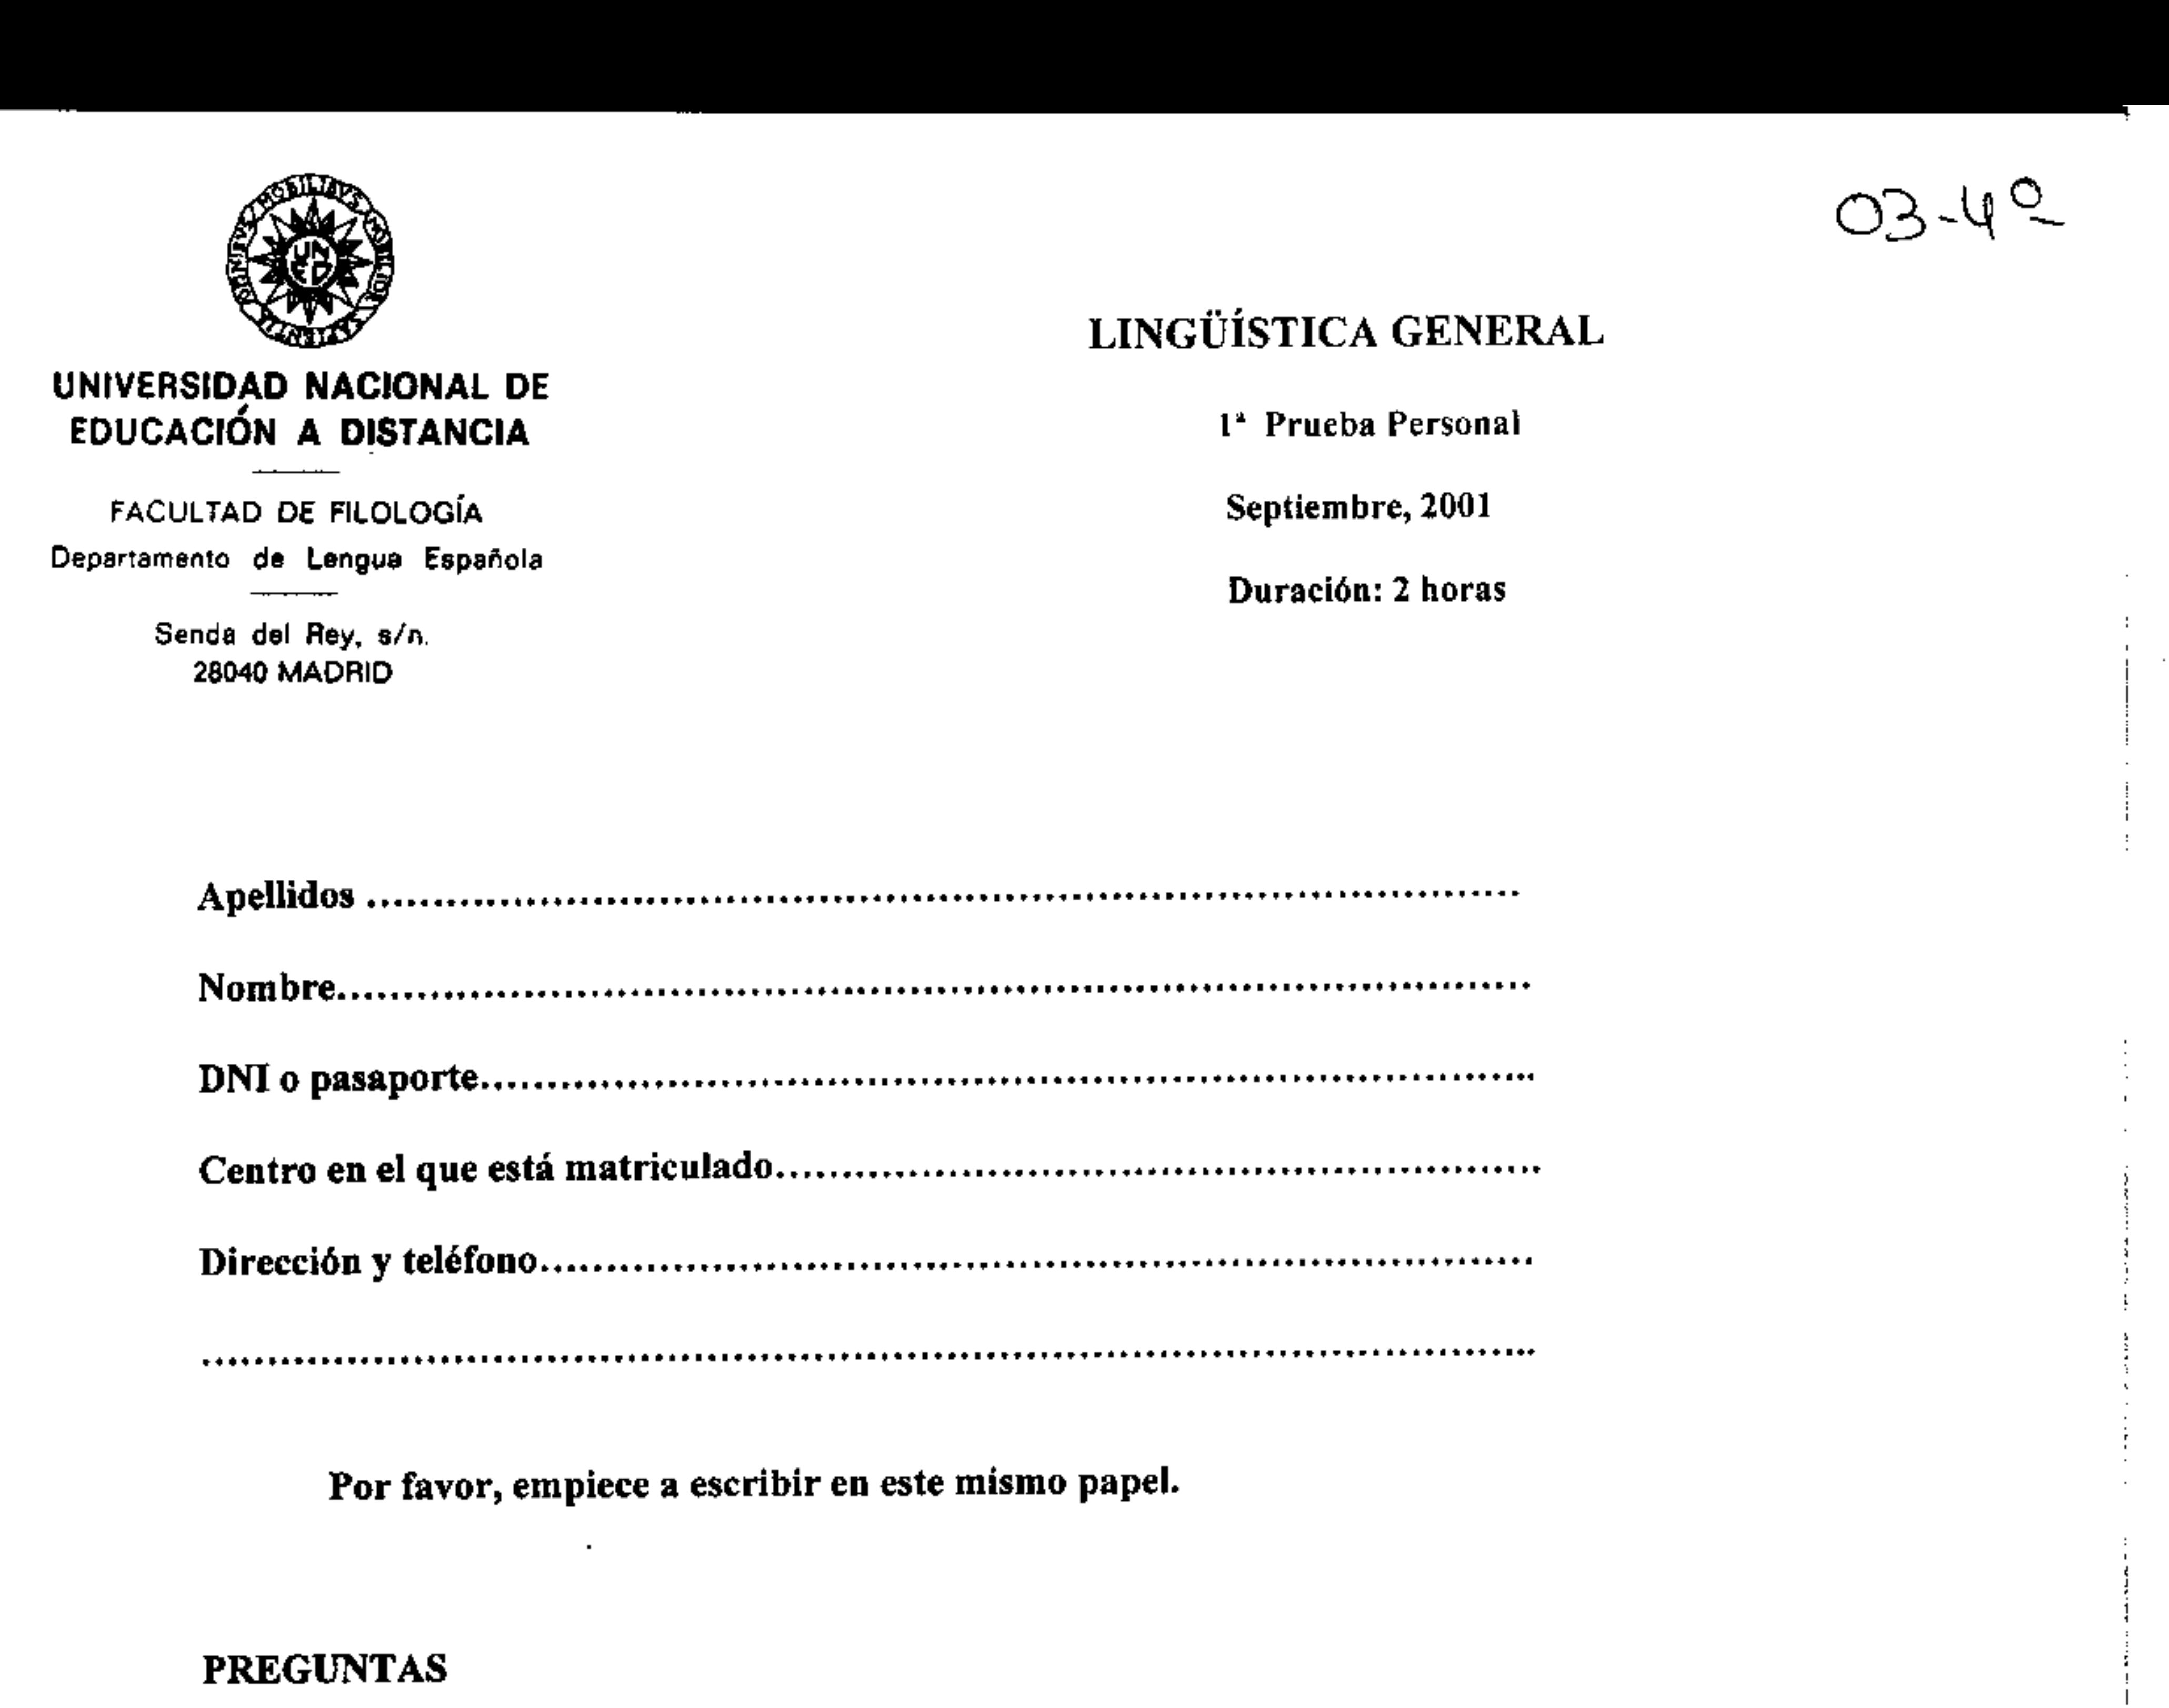 03-4º
UNED
UNIVERSIDAD NACIONAL DE
EDUCACIÓN A DISTANCIA
FACULTAD DE FILOLOGÍA
Departamento de Lengua Española
Senda del Rey, s/n.
28040 MADRID
LINGÜÍSTICA GENERAL
1ª Prueba Personal
Septiembre, 2001
Duración: 2 horas
Apellidos
Nombre
DNI o pasaporte
Centro en el que está matriculado
Dirección y teléfono
Por favor, empiece a escribir en este mismo papel.
PREGUNTAS